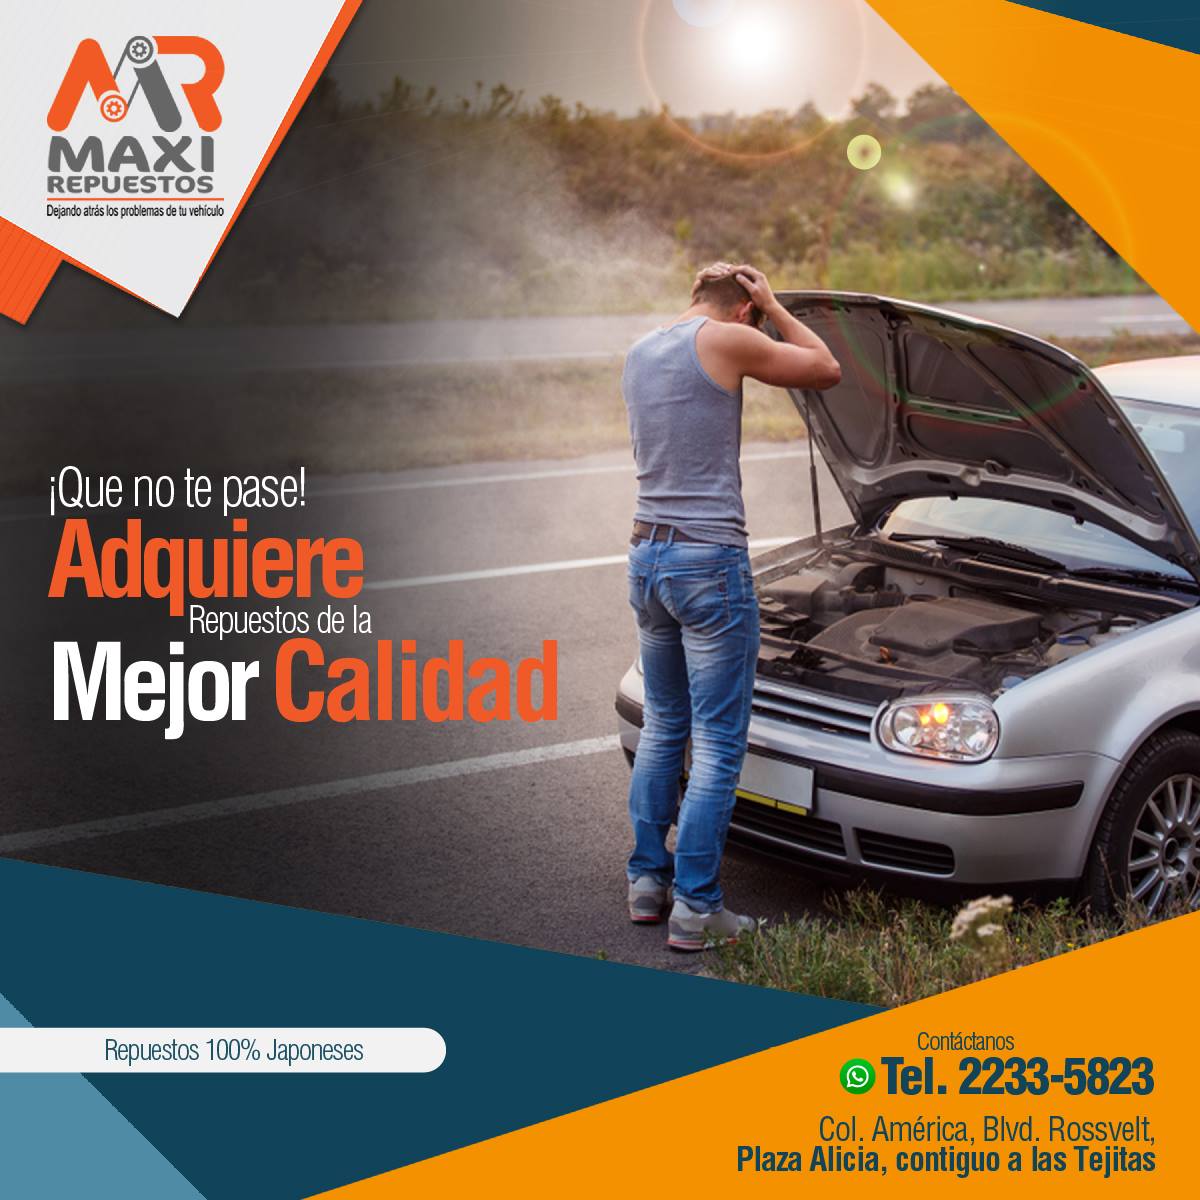 MR
MAXI
REPUESTOS
Dejando atrás los problemas de tu vehículo
¡Que no te pase!
Adquiere
Repuestos de la
Mejor Calidad
Repuestos 100% Japoneses
Contáctanos
Tel. 2233-5823
Col. América, Blvd. Rossvelt,
Plaza Alicia, contiguo a las Tejitas